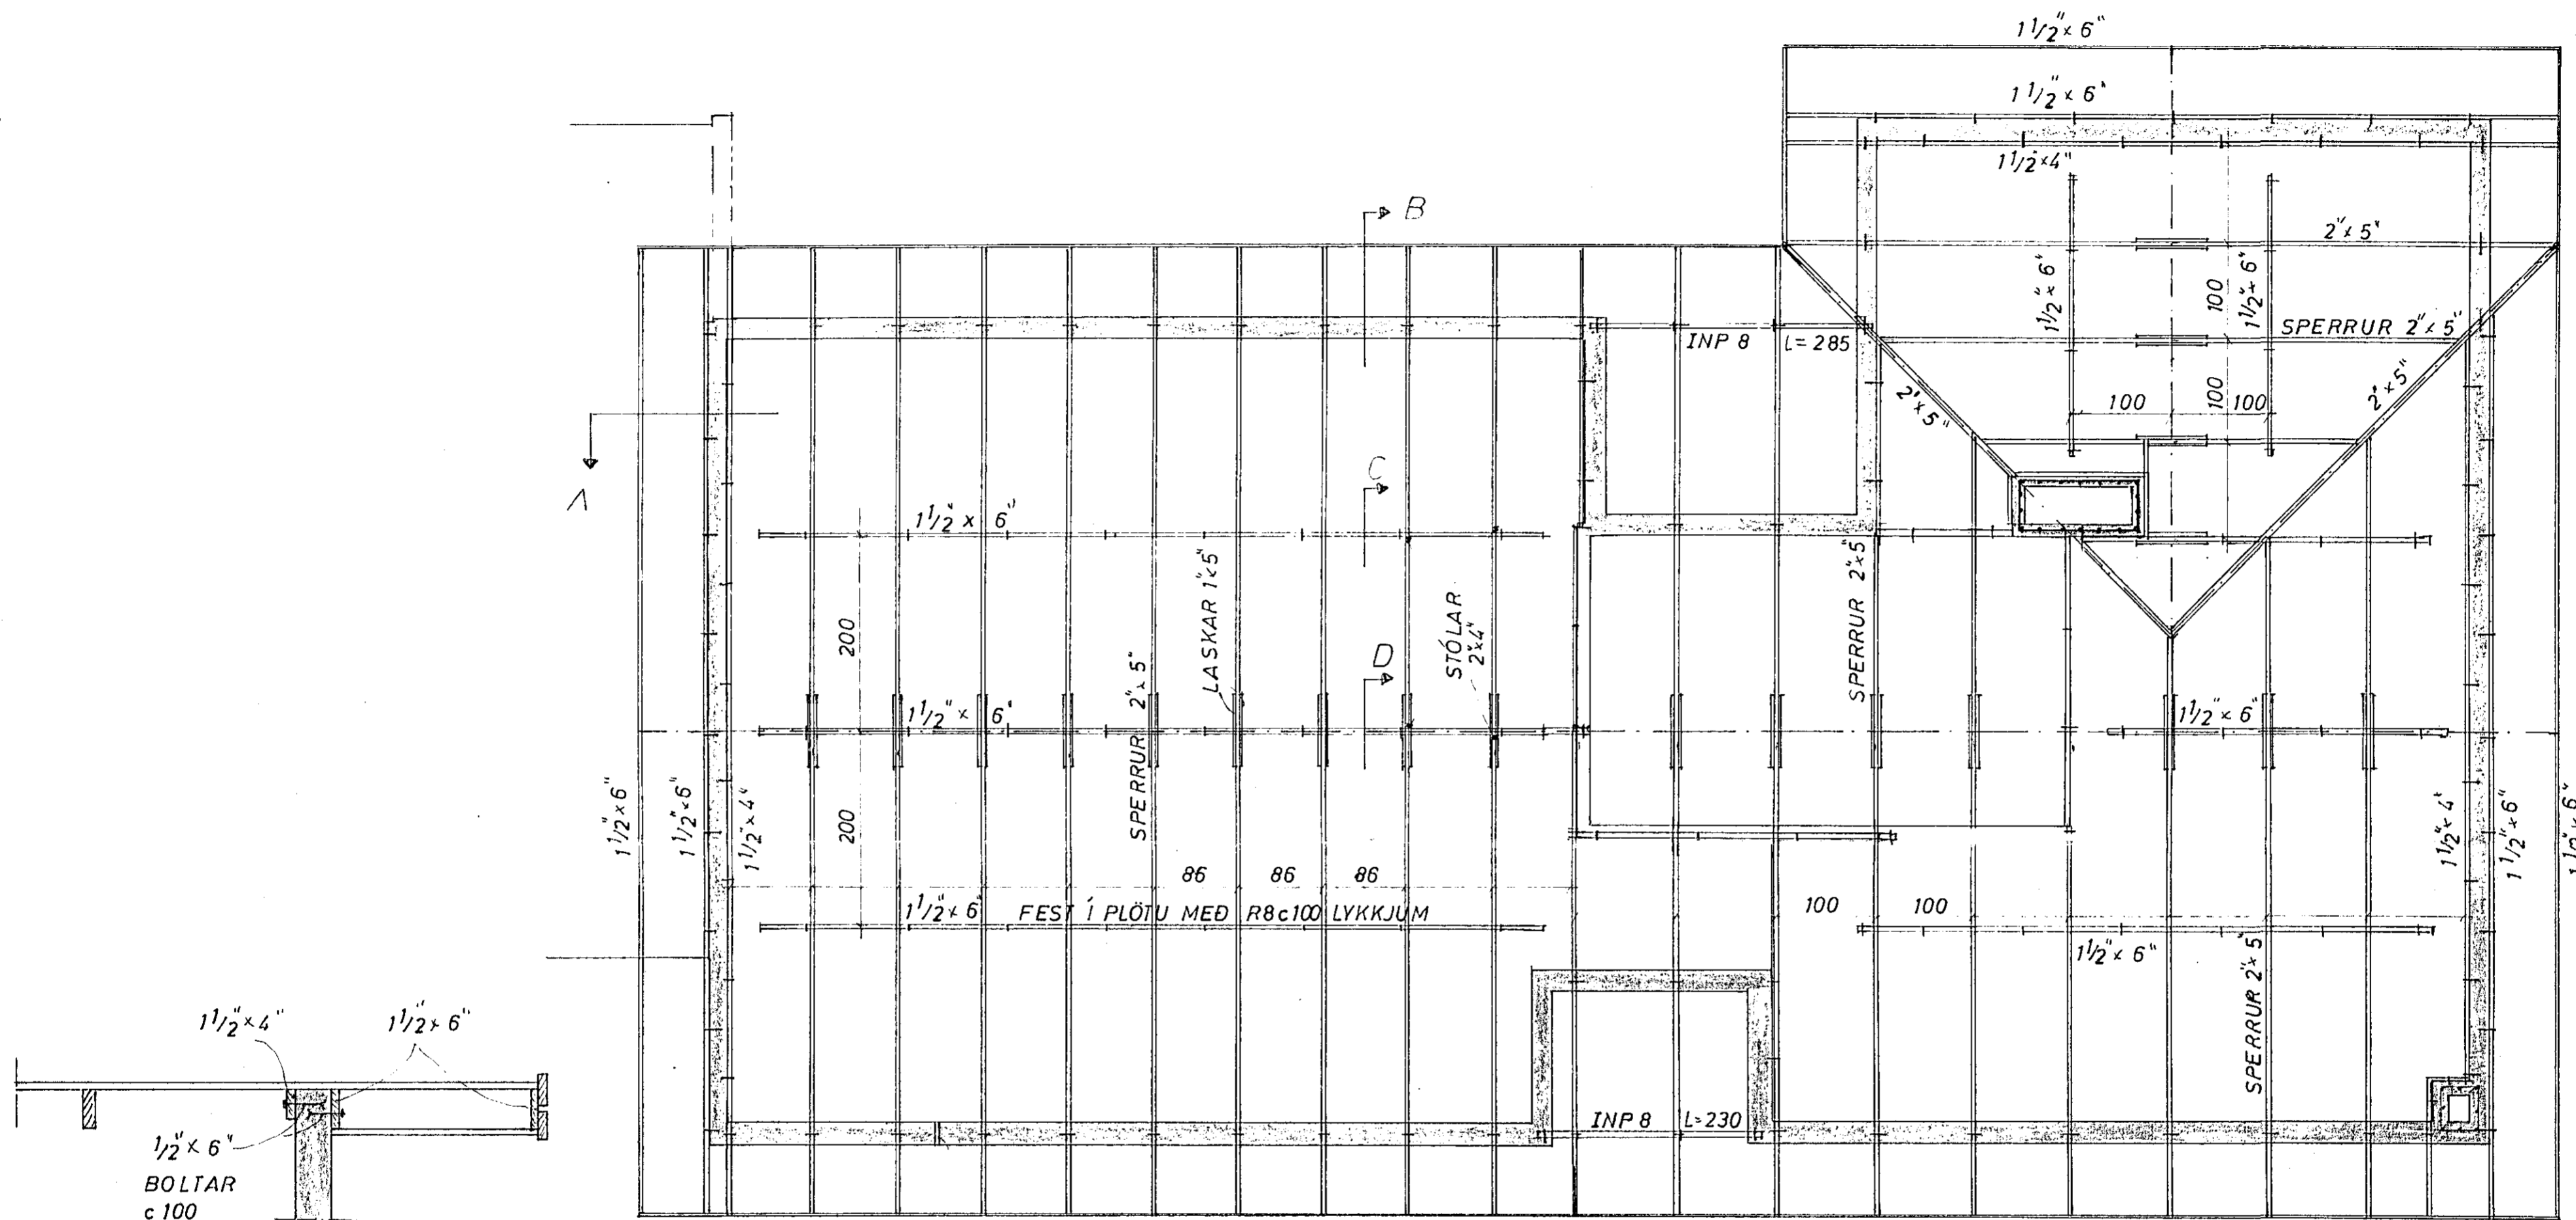 1 1/2" x 6"
1 1/2" x 6"
1 1/2" x 4"
2" x 5"
1 1/2" x 6"
1 1/2" x 6"
100
SPERRUR 2" x 5"
100
100
100
2" x 5"
2" x 5"
B
INP 8 L=285
A
C
1 1/2" x 6"
LASKAR 1" x 5"
STÓLAR
2" x 4"
SPERRUR 2" x 5"
200
D
SPERRUR 2" x 5"
1 1/2" x 6"
1 1/2" x 6"
1 1/2" x 6"
1 1/2" x 6"
1 1/2" x 4"
200
1 1/2" x 4"
1 1/2" x 6"
1 1/2" x 6"
86
86
86
1 1/2" x 6"
FEST Í PLÖTU MEÐ R8c100 LYKKJUM
100
100
1 1/2" x 6"
SPERRUR 2" x 5"
INP 8 L=230
1 1/2" x 4"
1 1/2" x 6"
1/2" x 6"
BOLTAR
c 100